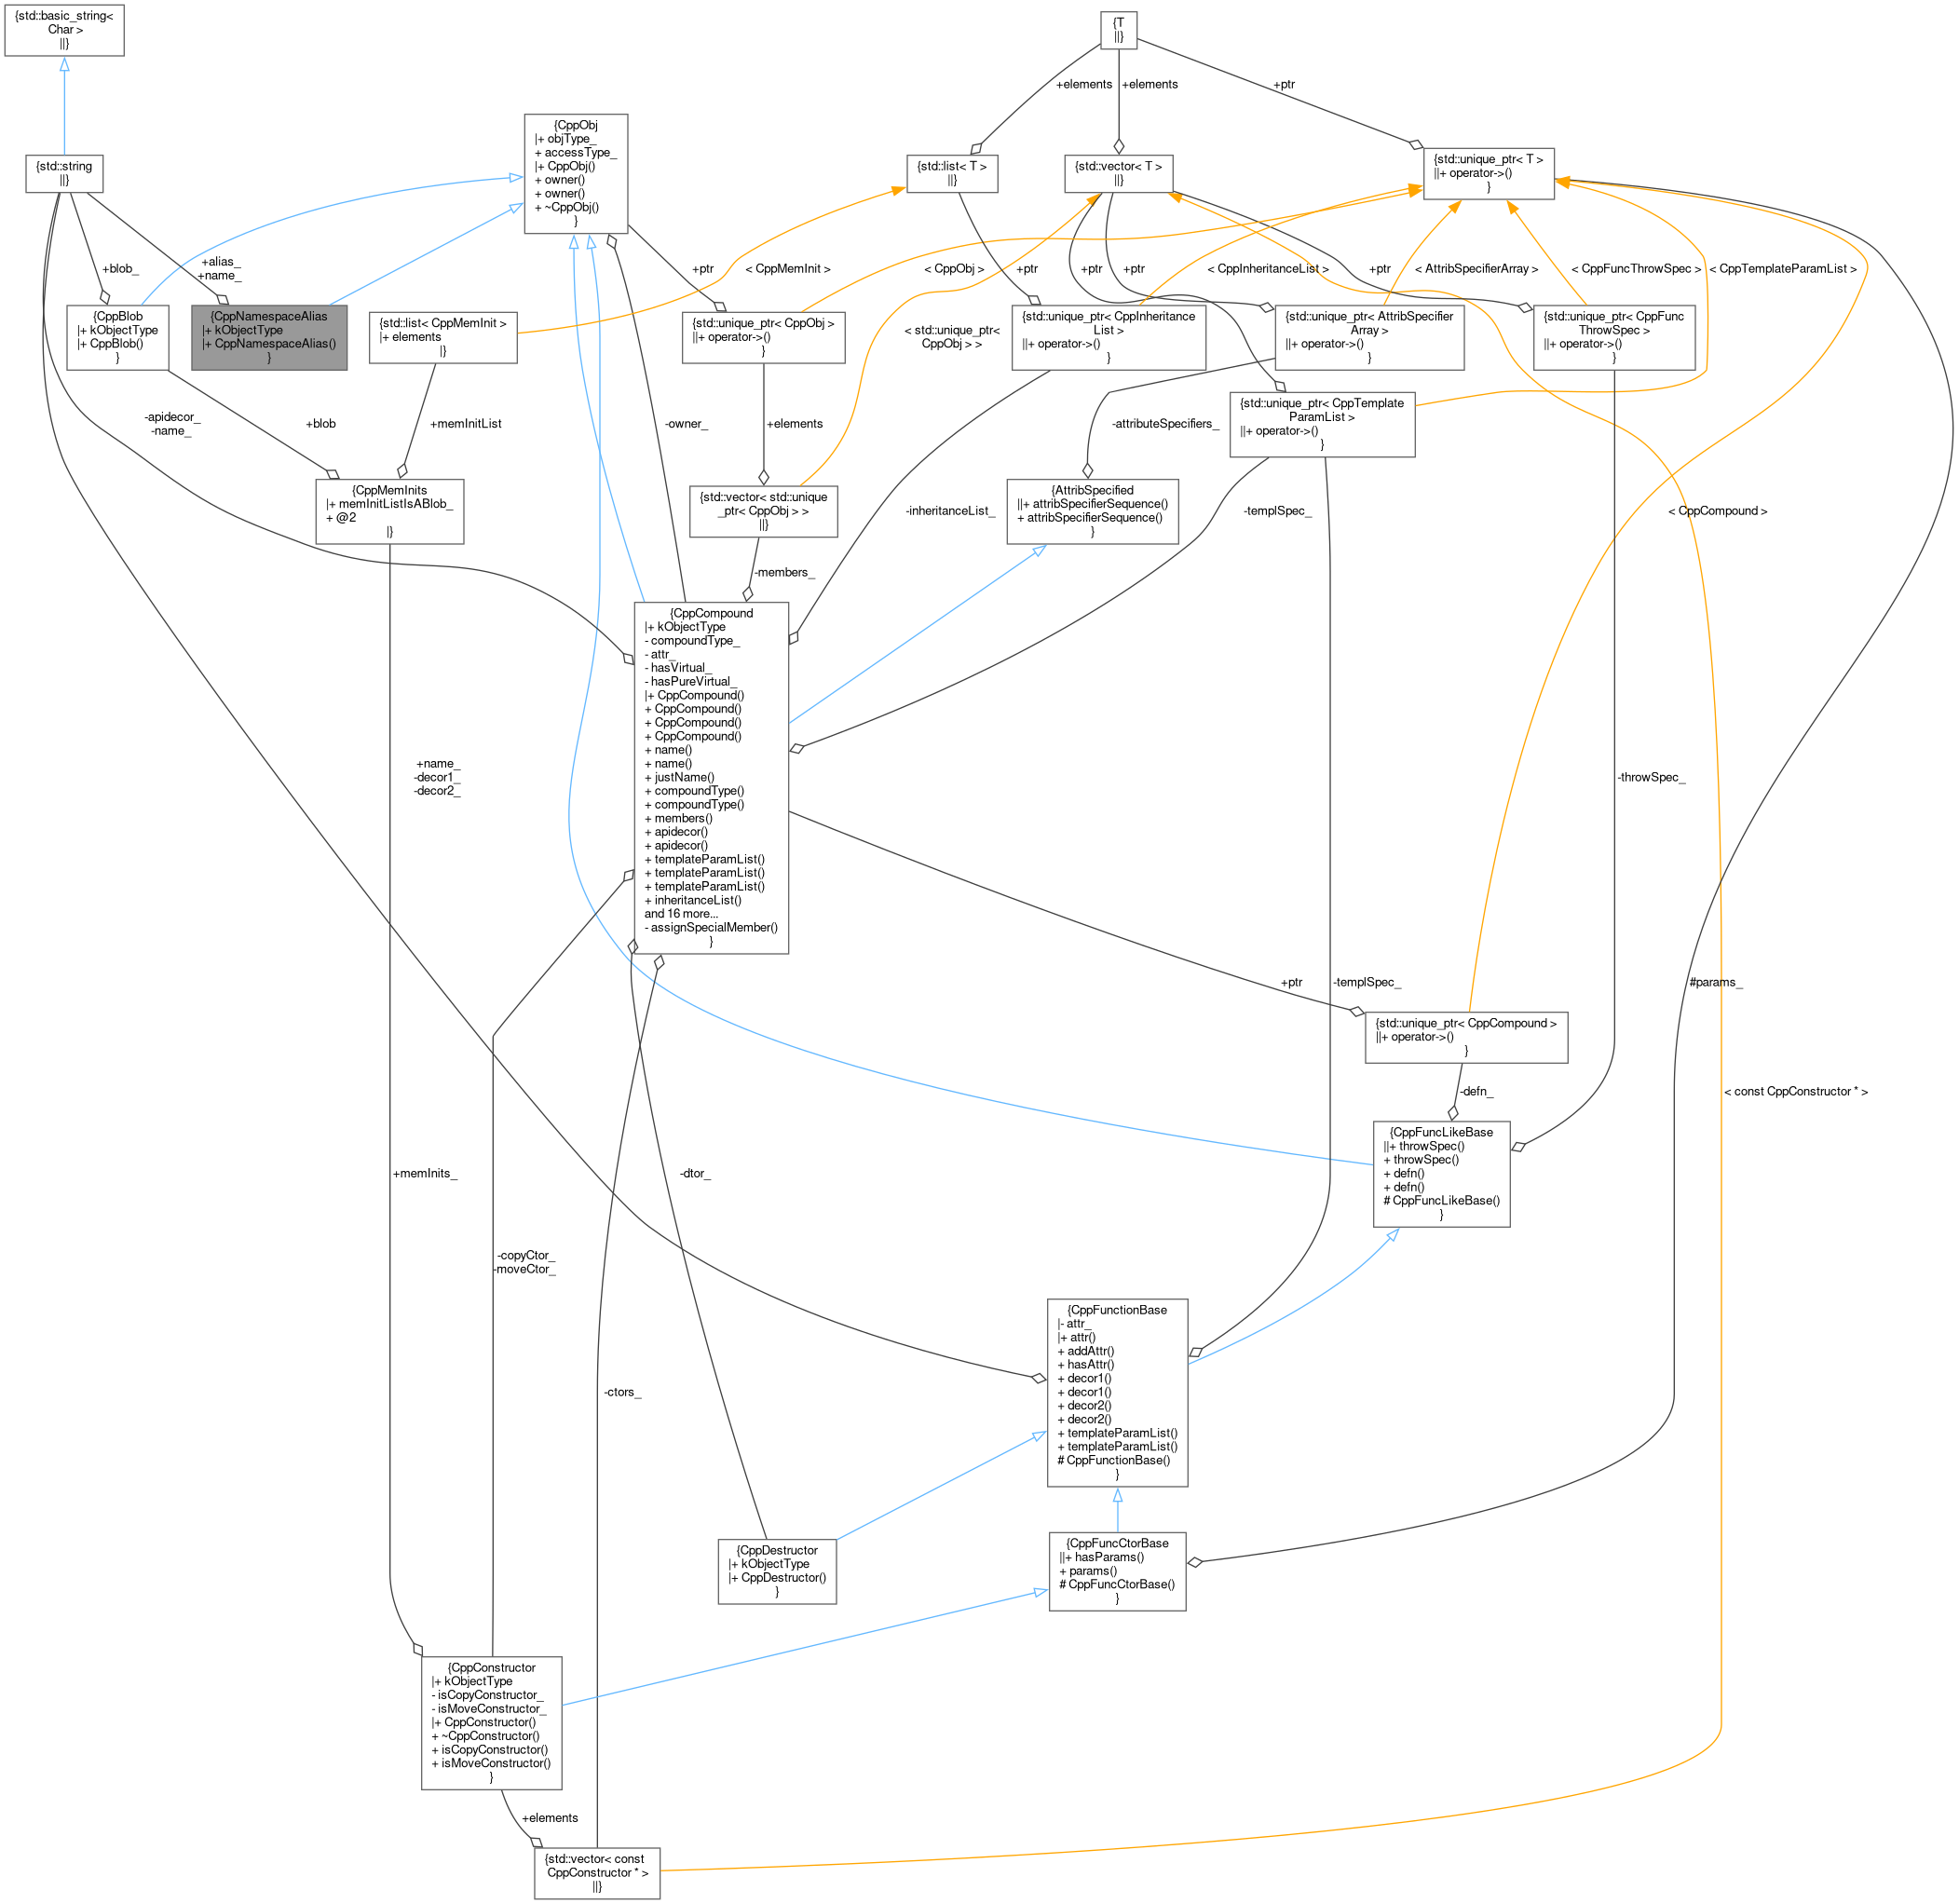 {std::basic_string<
Char >
||}
{T
||}
+elements
+elements
+ptr
{CppObj
|+ objType_
+ accessType_
|+ CppObj()
+ owner()
+ owner()
+ ~CppObj()
}
{std::string
||}
{std::list< T >
||}
{std::vector< T >
||}
{std::unique_ptr< T >
||+ operator->()
}
+blob_
+alias_
+name_
+ptr
< CppMemInit >
< CppObj >
+ptr
+ptr
+ptr
< CppInheritanceList >
< AttribSpecifierArray >
+ptr
< CppFuncThrowSpec >
< CppTemplateParamList >
{CppBlob
|+ kObjectType
|+ CppBlob()
}
{CppNamespaceAlias
|+ kObjectType
|+ CppNamespaceAlias()
}
{std::list< CppMemInit >
|+ elements
|}
{std::unique_ptr< CppObj >
||+ operator->()
}
< std::unique_ptr<
CppObj > >
{std::unique_ptr< CppInheritance
List >
||+ operator->()
}
{std::unique_ptr< AttribSpecifier
Array >
||+ operator->()
}
{std::unique_ptr< CppFunc
ThrowSpec >
||+ operator->()
}
-apidecor_
-name_
+blob
+memInitList
-owner_
+elements
-attributeSpecifiers_
{std::unique_ptr< CppTemplate
ParamList >
||+ operator->()
}
{CppMemInits
|+ memInitListIsABlob_
+ @2
|}
{std::vector< std::unique
_ptr< CppObj > >
||}
-inheritanceList_
{AttribSpecified
||+ attribSpecifierSequence()
+ attribSpecifierSequence()
}
-templSpec_
< CppCompound >
-members_
{CppCompound
|+ kObjectType
- compoundType_
- attr_
- hasVirtual_
- hasPureVirtual_
|+ CppCompound()
+ CppCompound()
+ CppCompound()
+ CppCompound()
+ name()
+ name()
+ justName()
+ compoundType()
+ compoundType()
+ members()
+ apidecor()
+ apidecor()
+ templateParamList()
+ templateParamList()
+ templateParamList()
+ inheritanceList()
and 16 more...
- assignSpecialMember()
}
+name_
-decor1_
-decor2_
-throwSpec_
+ptr
-templSpec_
#params_
{std::unique_ptr< CppCompound >
||+ operator->()
}
-defn_
< const CppConstructor * >
{CppFuncLikeBase
||+ throwSpec()
+ throwSpec()
+ defn()
+ defn()
# CppFuncLikeBase()
}
+memInits_
-dtor_
-copyCtor_
-moveCtor_
{CppFunctionBase
|- attr_
|+ attr()
+ addAttr()
+ hasAttr()
+ decor1()
+ decor1()
+ decor2()
+ decor2()
+ templateParamList()
+ templateParamList()
# CppFunctionBase()
}
-ctors_
{CppDestructor
|+ kObjectType
|+ CppDestructor()
}
{CppFuncCtorBase
||+ hasParams()
+ params()
# CppFuncCtorBase()
}
{CppConstructor
|+ kObjectType
- isCopyConstructor_
- isMoveConstructor_
|+ CppConstructor()
+ ~CppConstructor()
+ isCopyConstructor()
+ isMoveConstructor()
}
+elements
{std::vector< const
CppConstructor * >
||}